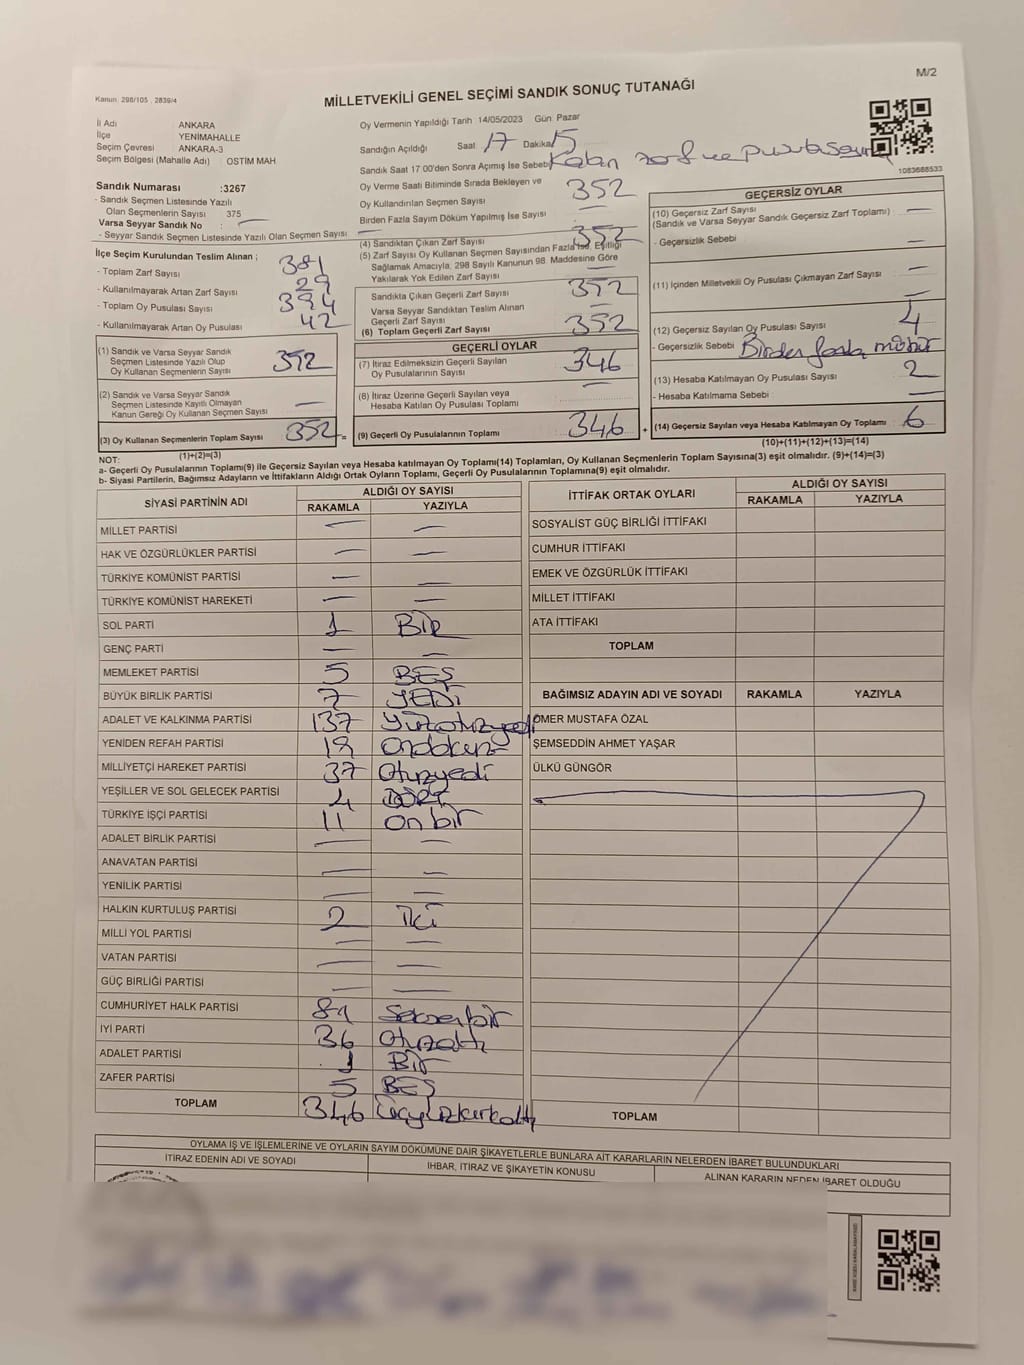 M/2
Kanun. 298/105 , 2839/4
MİLLETVEKİLİ GENEL SEÇİMİ SANDIK SONUÇ TUTANAĞI
İl Adı : ANKARA
İlçe : YENİMAHALLE
Seçim Çevresi : ANKARA-3
Seçim Bölgesi (Mahalle Adı) : OSTİM MAH
Sandık Numarası :3267
- Sandık Seçmen Listesinde Yazılı
Olan Seçmenlerin Sayısı 375
Varsa Seyyar Sandık No : —
- Seyyar Sandık Seçmen Listesinde Yazılı Olan Seçmen Sayısı —
İlçe Seçim Kurulundan Teslim Alınan ;
- Toplam Zarf Sayısı 381
- Kullanılmayarak Artan Zarf Sayısı 29
- Toplam Oy Pusulası Sayısı 394
- Kullanılmayarak Artan Oy Pusulası 42
(1) Sandık ve Varsa Seyyar Sandık
Seçmen Listesinde Yazılı Olup
Oy Kullanan Seçmenlerin Sayısı 352
(2) Sandık ve Varsa Seyyar Sandık
Seçmen Listesinde Kayıtlı Olmayan
Kanun Gereği Oy Kullanan Seçmen Sayısı —
(3) Oy Kullanan Seçmenlerin Toplam Sayısı 352 =
(1)+(2)=(3)
Oy Vermenin Yapıldığı Tarih 14/05/2023 Gün: Pazar
Sandığın Açıldığı Saat 17 Dakika 15
Sandık Saat 17 00'den Sonra Açımış İse Sebebi Kalan zarf ve pusula sayımı
Oy Verme Saati Bitiminde Sırada Bekleyen ve
Oy Kullandırılan Seçmen Sayısı 352
Birden Fazla Sayım Döküm Yapılmış İse Sayısı —
(4) Sandıktan Çıkan Zarf Sayısı 352
(5) Zarf Sayısı Oy Kullanan Seçmen Sayısından Fazla ise, Eşitliği
Sağlamak Amacıyla, 298 Sayılı Kanunun 98. Maddesine Göre
Yakılarak Yok Edilen Zarf Sayısı —
Sandıkta Çıkan Geçerli Zarf Sayısı 352
Varsa Seyyar Sandıktan Teslim Alınan
Geçerli Zarf Sayısı
(6) Toplam Geçerli Zarf Sayısı 352
GEÇERLİ OYLAR
(7) İtiraz Edilmeksizin Geçerli Sayılan
Oy Pusulalarının Sayısı 346
(8) İtiraz Üzerine Geçerli Sayılan veya
Hesaba Katılan Oy Pusulası Toplamı —
(9) Geçerli Oy Pusulalarının Toplamı 346 +
1083688533
GEÇERSİZ OYLAR
(10) Geçersiz Zarf Sayısı —
(Sandık ve Varsa Seyyar Sandık Geçersiz Zarf Toplamı)
- Geçersizlik Sebebi —
(11) İçinden Milletvekili Oy Pusulası Çıkmayan Zarf Sayısı —
(12) Geçersiz Sayılan Oy Pusulası Sayısı 4
- Geçersizlik Sebebi Birden fazla mühür
(13) Hesaba Katılmayan Oy Pusulası Sayısı 2
- Hesaba Katılmama Sebebi —
(14) Geçersiz Sayılan veya Hesaba Katılmayan Oy Toplamı 6
(10)+(11)+(12)+(13)=(14)
NOT:
a- Geçerli Oy Pusulalarının Toplamı(9) ile Geçersiz Sayılan veya Hesaba katılmayan Oy Toplamı(14) Toplamları, Oy Kullanan Seçmenlerin Toplam Sayısına(3) eşit olmalıdır. (9)+(14)=(3)
b- Siyasi Partilerin, Bağımsız Adayların ve İttifakların Aldığı Ortak Oyların Toplamı, Geçerli Oy Pusulalarının Toplamına(9) eşit olmalıdır.
SİYASİ PARTİNİN ADI ALDIĞI OY SAYISI
RAKAMLA YAZIYLA
MİLLET PARTİSİ — —
HAK VE ÖZGÜRLÜKLER PARTİSİ — —
TÜRKİYE KOMÜNİST PARTİSİ — —
TÜRKİYE KOMÜNİST HAREKETİ — —
SOL PARTİ 1 BİR
GENÇ PARTİ — —
MEMLEKET PARTİSİ 5 BEŞ
BÜYÜK BİRLİK PARTİSİ 7 YEDİ
ADALET VE KALKINMA PARTİSİ 137 Yüzotuzyedi
YENİDEN REFAH PARTİSİ 19 Ondokuz
MİLLİYETÇİ HAREKET PARTİSİ 37 Otuzyedi
YEŞİLLER VE SOL GELECEK PARTİSİ 4 DÖRT
TÜRKİYE İŞÇİ PARTİSİ 11 on bir
ADALET BİRLİK PARTİSİ — —
ANAVATAN PARTİSİ — —
YENİLİK PARTİSİ — —
HALKIN KURTULUŞ PARTİSİ 2 İki
MİLLİ YOL PARTİSİ — —
VATAN PARTİSİ — —
GÜÇ BİRLİĞİ PARTİSİ — —
CUMHURİYET HALK PARTİSİ 81 Seksenbir
İYİ PARTİ 36 Otuzaltı
ADALET PARTİSİ 1 Bir
ZAFER PARTİSİ 5 BEŞ
TOPLAM 346 Üçyüzkırkaltı
İTTİFAK ORTAK OYLARI ALDIĞI OY SAYISI
RAKAMLA YAZIYLA
SOSYALİST GÜÇ BİRLİĞİ İTTİFAKI
CUMHUR İTTİFAKI
EMEK VE ÖZGÜRLÜK İTTİFAKI
MİLLET İTTİFAKI
ATA İTTİFAKI
TOPLAM
BAĞIMSIZ ADAYIN ADI VE SOYADI RAKAMLA YAZIYLA
ÖMER MUSTAFA ÖZAL
ŞEMSEDDİN AHMET YAŞAR
ÜLKÜ GÜNGÖR
TOPLAM
OYLAMA İŞ VE İŞLEMLERİNE VE OYLARIN SAYIM DÖKÜMÜNE DAİR ŞİKAYETLERLE BUNLARA AİT KARARLARIN NELERDEN İBARET BULUNDUKLARI
İTİRAZ EDENİN ADI VE SOYADI İHBAR, İTİRAZ VE ŞİKAYETİN KONUSU ALINAN KARARIN NEDEN İBARET OLDUĞU